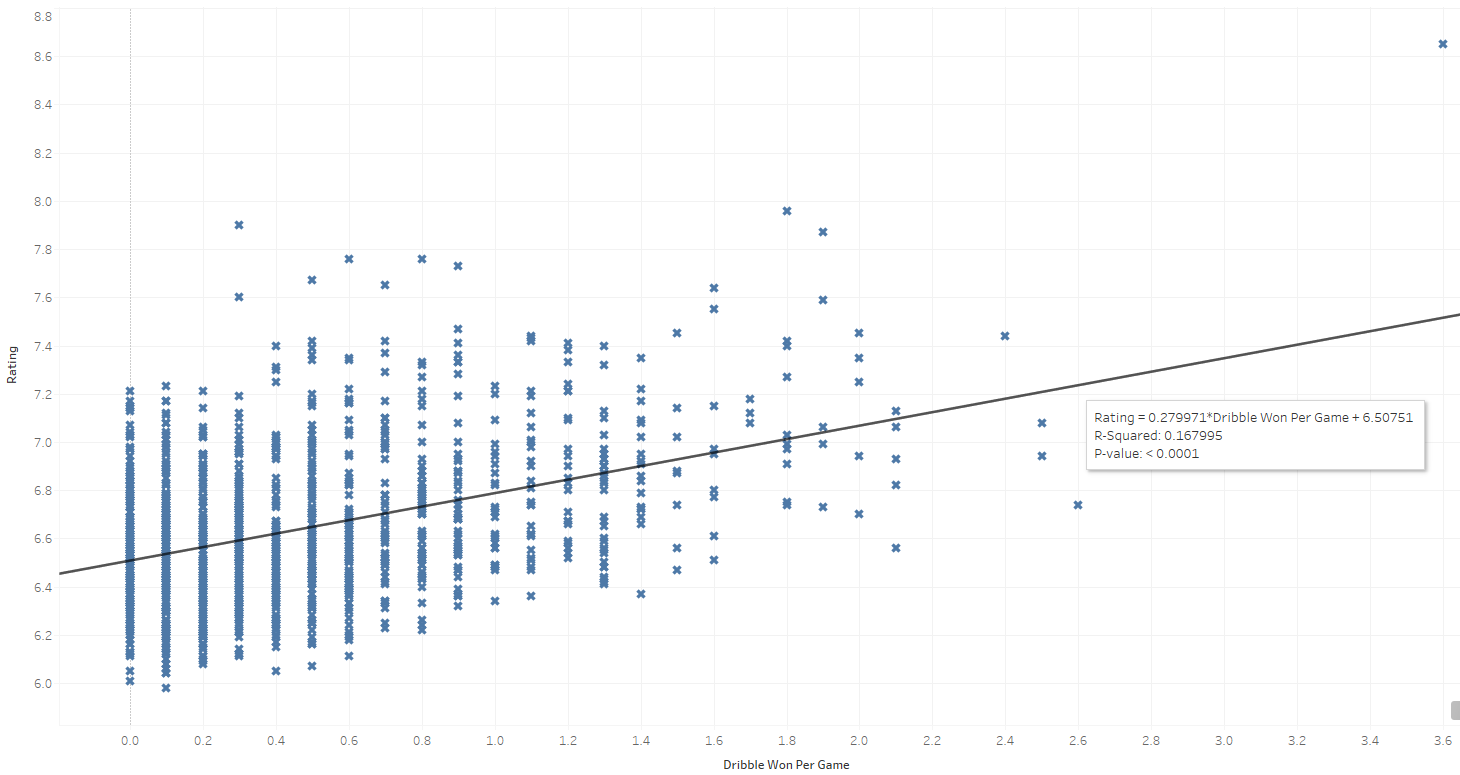 8.8
8.6
8.4
8.2
8.0
7.8
7.6
7.4
7.2
7.0
6.8
6.6
6.4
6.2
6.0
Rating
Rating = 0.279971*Dribble Won Per Game + 6.50751
R-Squared: 0.167995
P-value: < 0.0001
0.0 0.2 0.4 0.6 0.8 1.0 1.2 1.4 1.6 1.8 2.0 2.2 2.4 2.6 2.8 3.0 3.2 3.4 3.6
Dribble Won Per Game